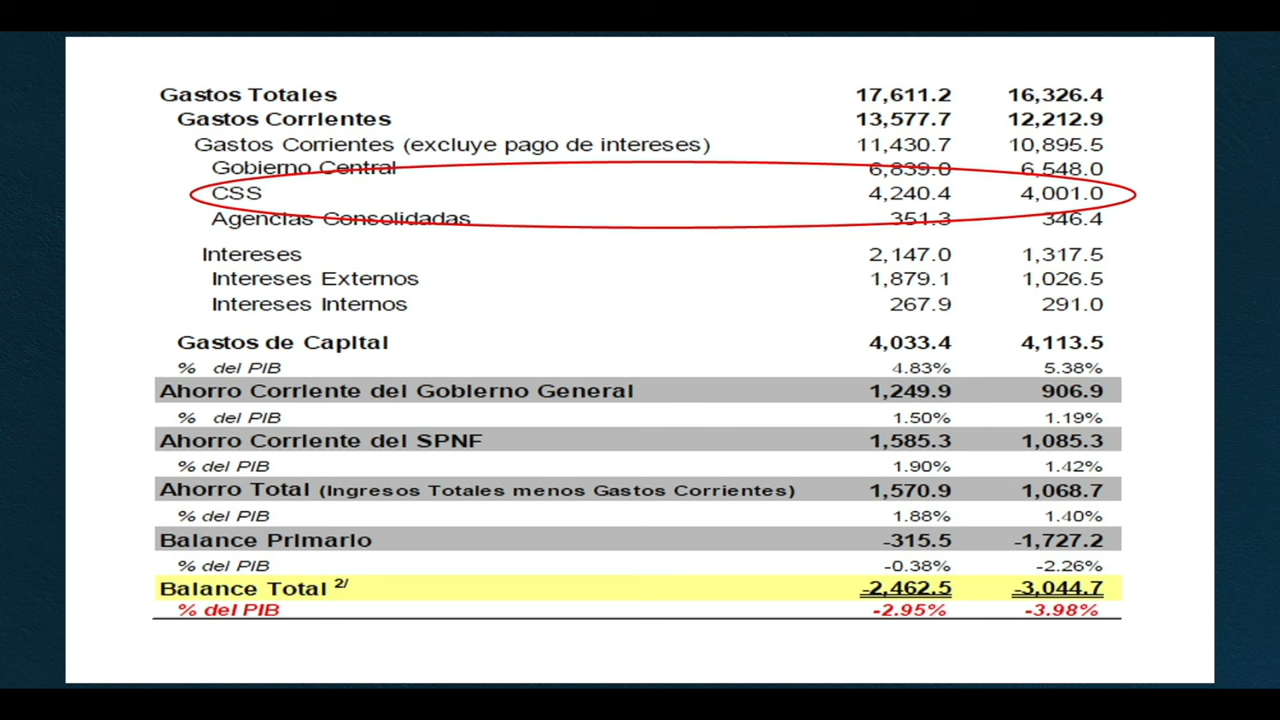 Gastos Totales 17,611.2 16,326.4
Gastos Corrientes 13,577.7 12,212.9
Gastos Corrientes (excluye pago de intereses) 11,430.7 10,895.5
Gobierno Central 6,839.0 6,548.0
CSS 4,240.4 4,001.0
Agencias Consolidadas 351.3 346.4
Intereses 2,147.0 1,317.5
Intereses Externos 1,879.1 1,026.5
Intereses Internos 267.9 291.0
Gastos de Capital 4,033.4 4,113.5
% del PIB 4.83% 5.38%
Ahorro Corriente del Gobierno General 1,249.9 906.9
% del PIB 1.50% 1.19%
Ahorro Corriente del SPNF 1,585.3 1,085.3
% del PIB 1.90% 1.42%
Ahorro Total (Ingresos Totales menos Gastos Corrientes) 1,570.9 1,068.7
% del PIB 1.88% 1.40%
Balance Primario -315.5 -1,727.2
% del PIB -0.38% -2.26%
Balance Total 2/ -2,462.5 -3,044.7
% del PIB -2.95% -3.98%